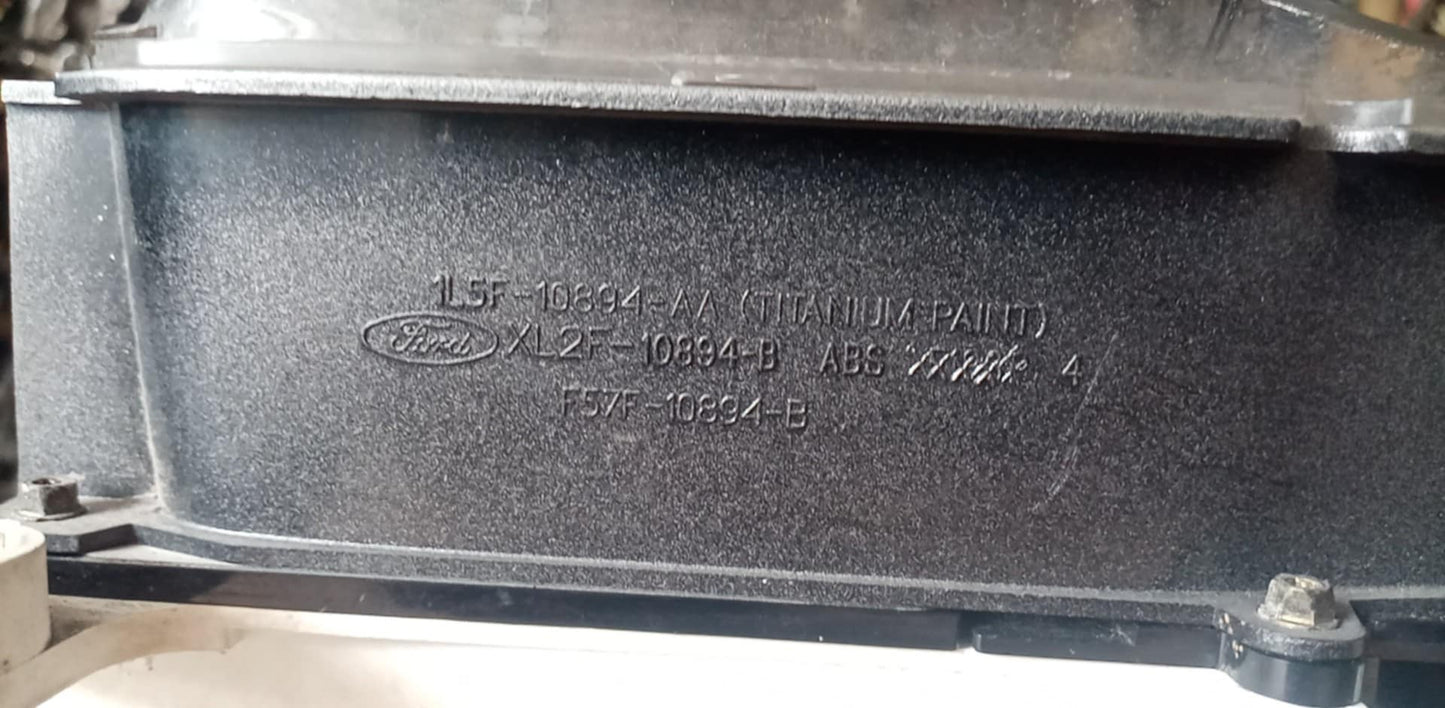 1L5F-10894-AA (TITANIUM PAINT)
Ford XL2F-10894-B ABS 4
F57F-10894-B